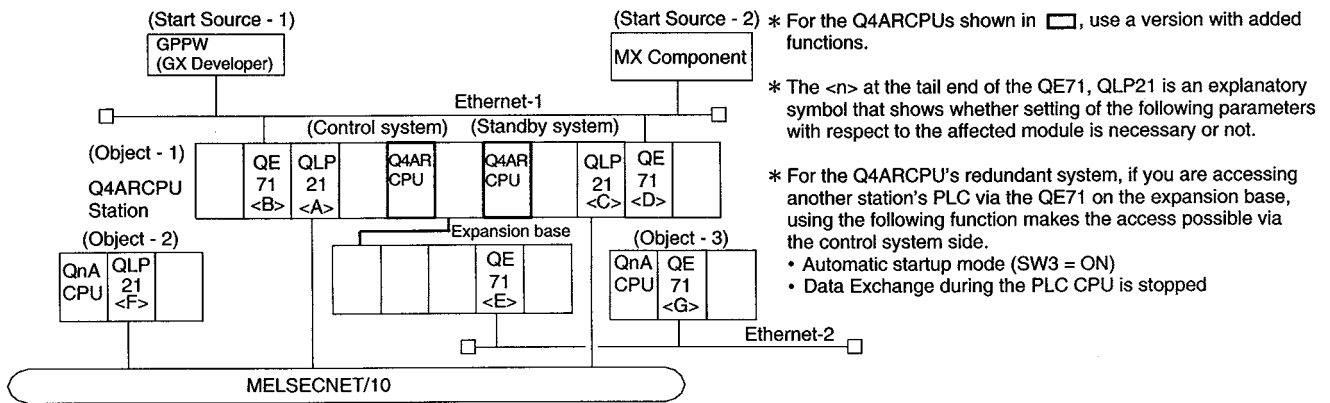 (Start Source - 1)
GPPW
(GX Developer)
(Start Source - 2)
MX Component
Ethernet-1
(Control system)
(Standby system)
(Object - 1)
Q4ARCPU
Station
QE
71
<B>
QLP
21
<A>
Q4AR
CPU
Q4AR
CPU
QLP
21
<C>
QE
71
<D>
(Object - 2)
QnA
CPU
QLP
21
<F>
Expansion base
QE
71
<E>
(Object - 3)
QnA
CPU
QE
71
<G>
Ethernet-2
MELSECNET/10
* For the Q4ARCPUs shown in , use a version with added
functions.
* The <n> at the tail end of the QE71, QLP21 is an explanatory
symbol that shows whether setting of the following parameters
with respect to the affected module is necessary or not.
* For the Q4ARCPU's redundant system, if you are accessing
another station's PLC via the QE71 on the expansion base,
using the following function makes the access possible via
the control system side.
• Automatic startup mode (SW3 = ON)
• Data Exchange during the PLC CPU is stopped